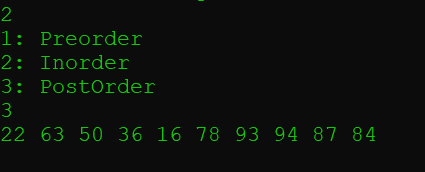 2
1: Preorder
2: Inorder
3: PostOrder
3
22 63 50 36 16 78 93 94 87 84